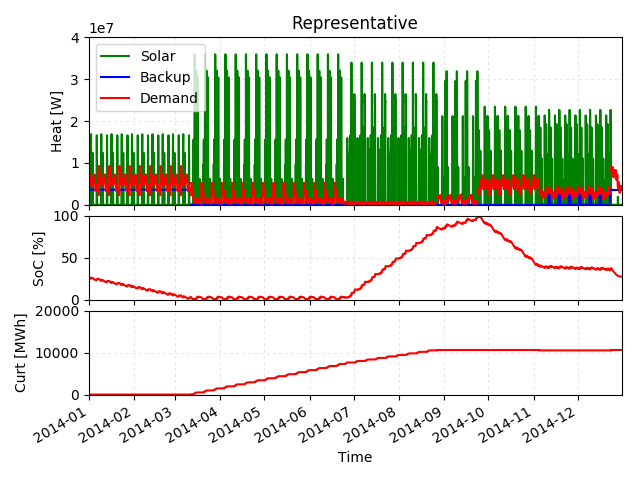 Representative
1e7
4
3
2
1
0
Heat [W]
Solar
Backup
Demand
100
50
0
SoC [%]
20000
10000
0
Curt [MWh]
2014-01
2014-02
2014-03
2014-04
2014-05
2014-06
2014-07
2014-08
2014-09
2014-10
2014-11
2014-12
Time